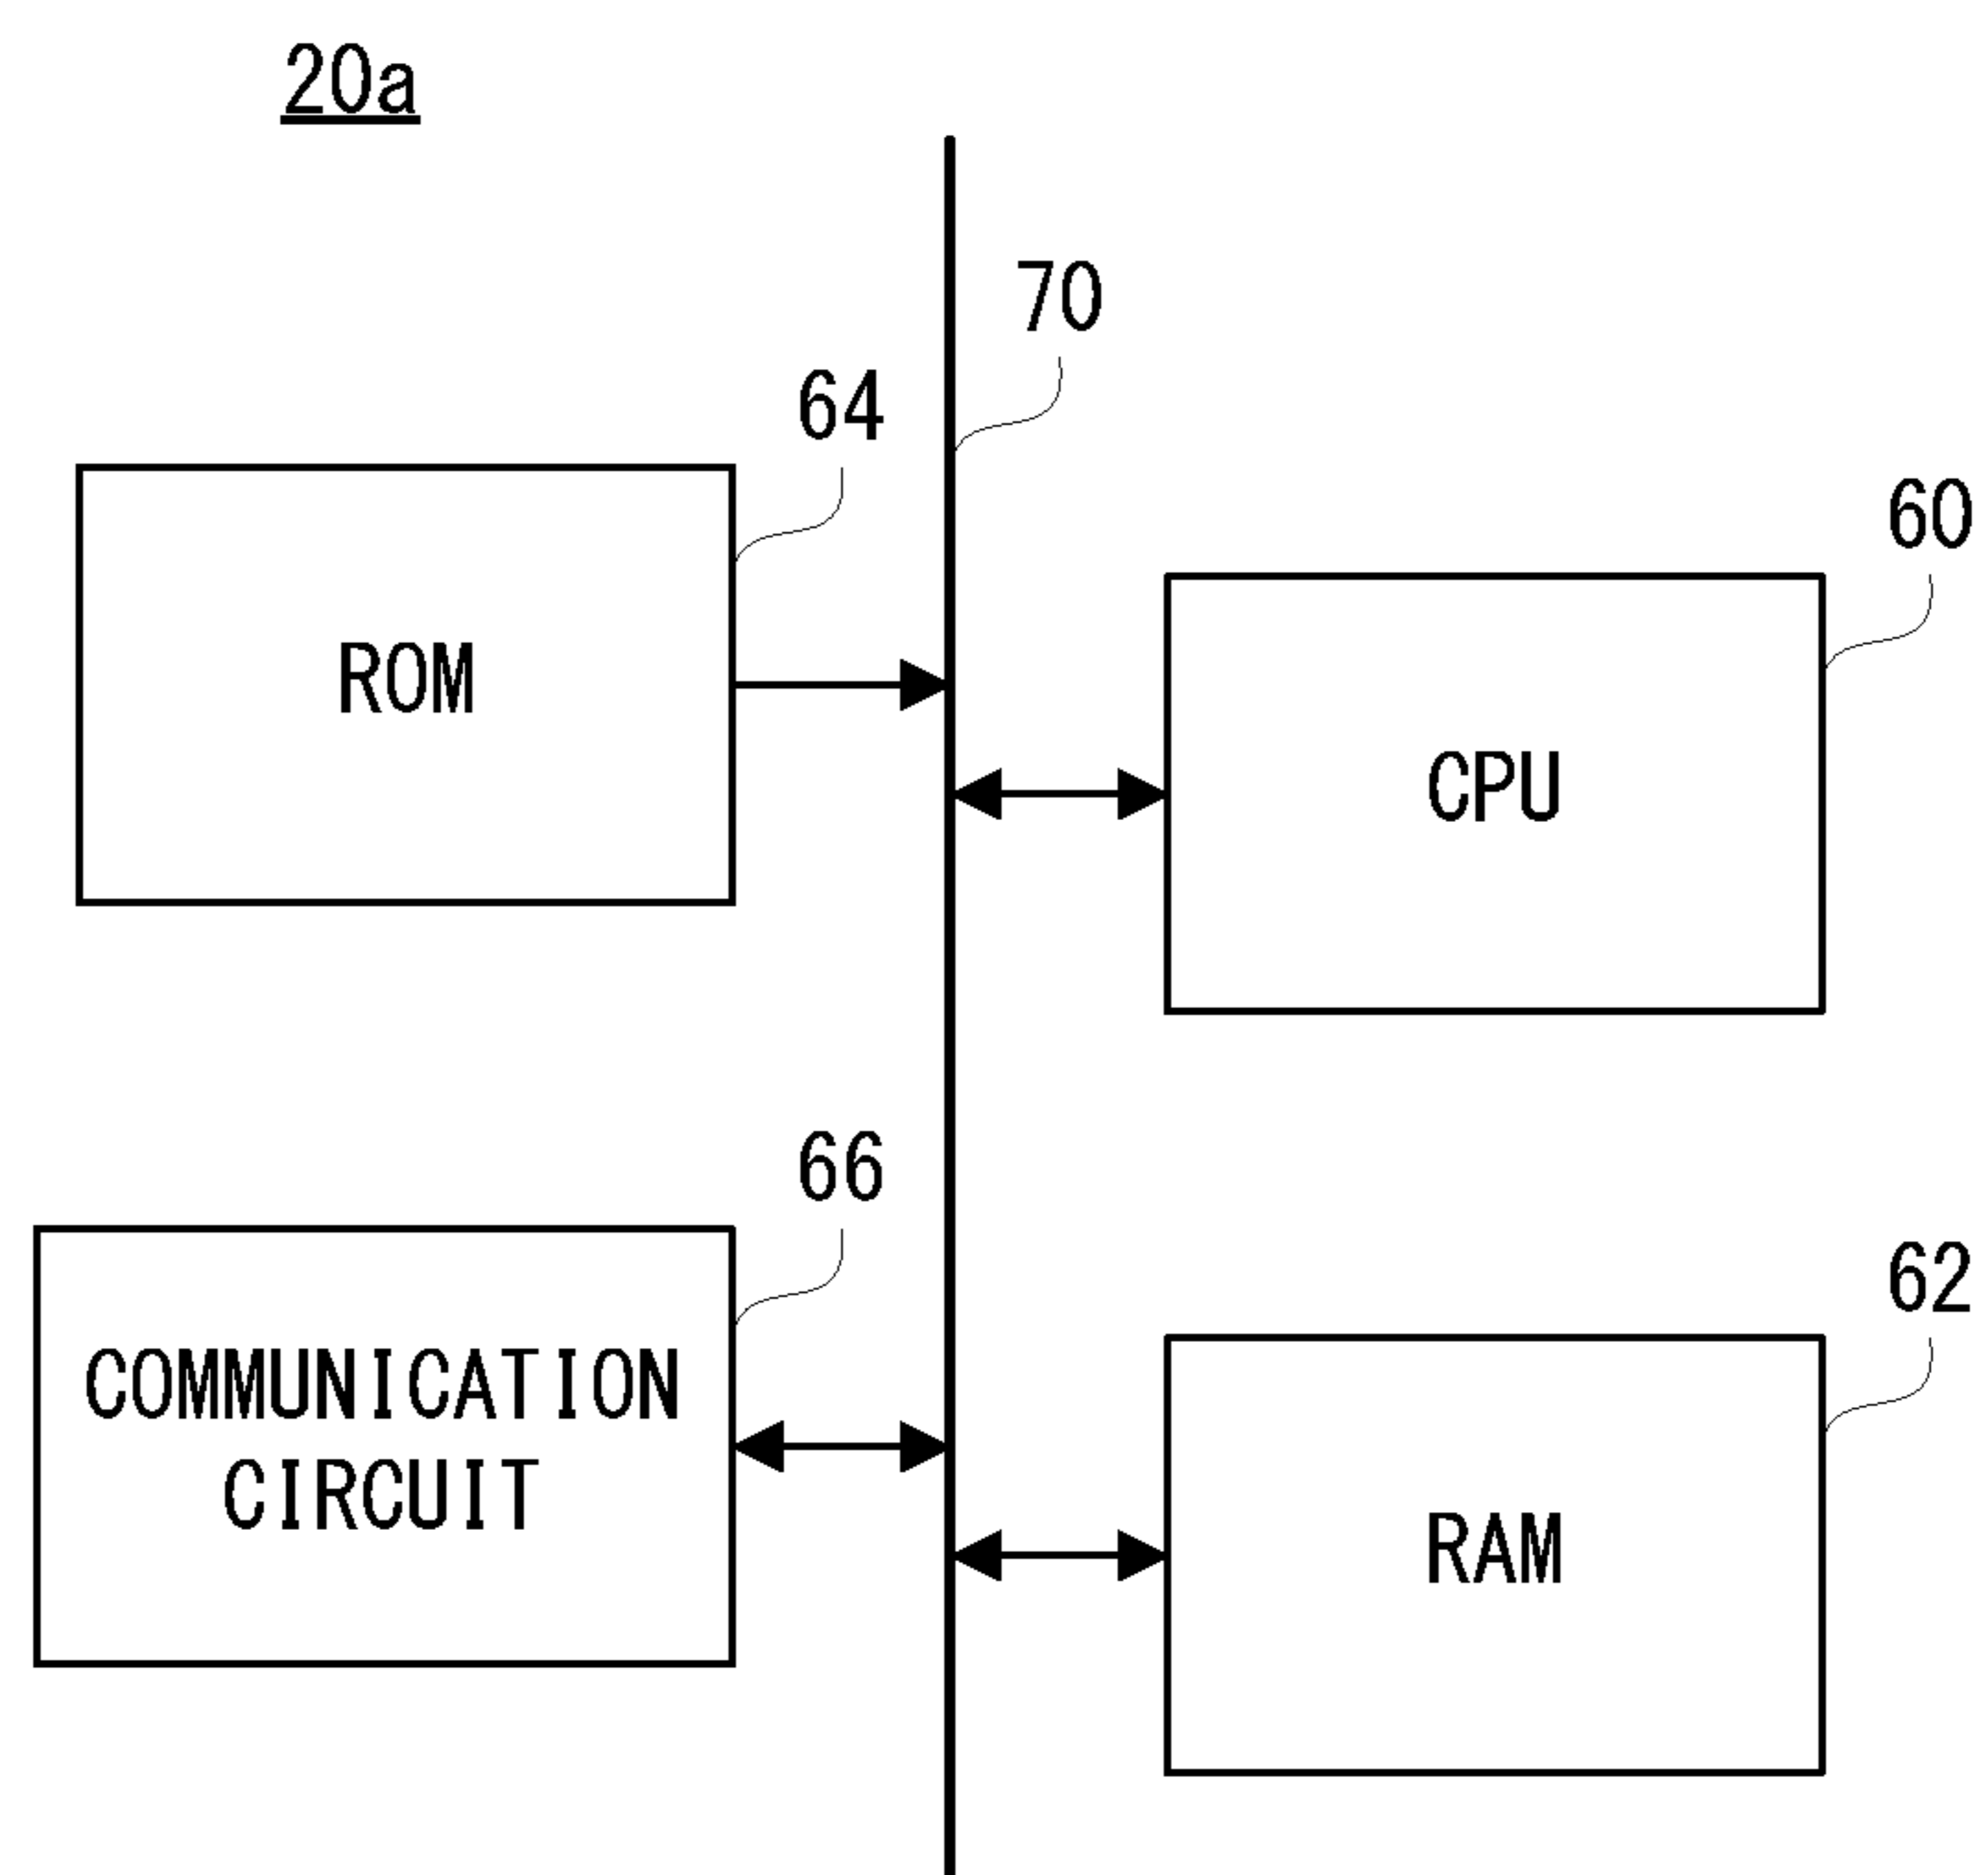 20a
70
64
ROM
60
CPU
66
COMMUNICATION
CIRCUIT
62
RAM